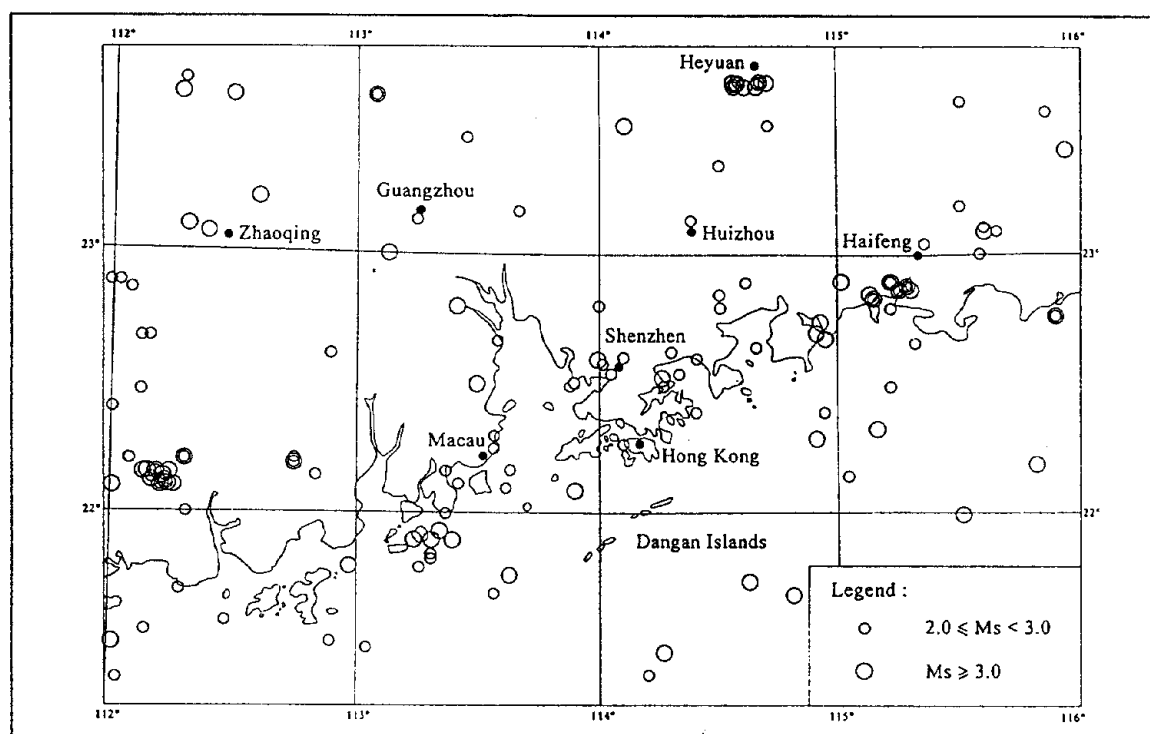 112° 113° 114° 115° 116°
Heyuan
Guangzhou
Zhaoqing
Huizhou
Haifeng
23° 23°
Shenzhen
Macau
Hong Kong
22° 22°
Dangan Islands
Legend :
2.0 ≤ Ms < 3.0
Ms ≥ 3.0
112° 113° 114° 115° 116°